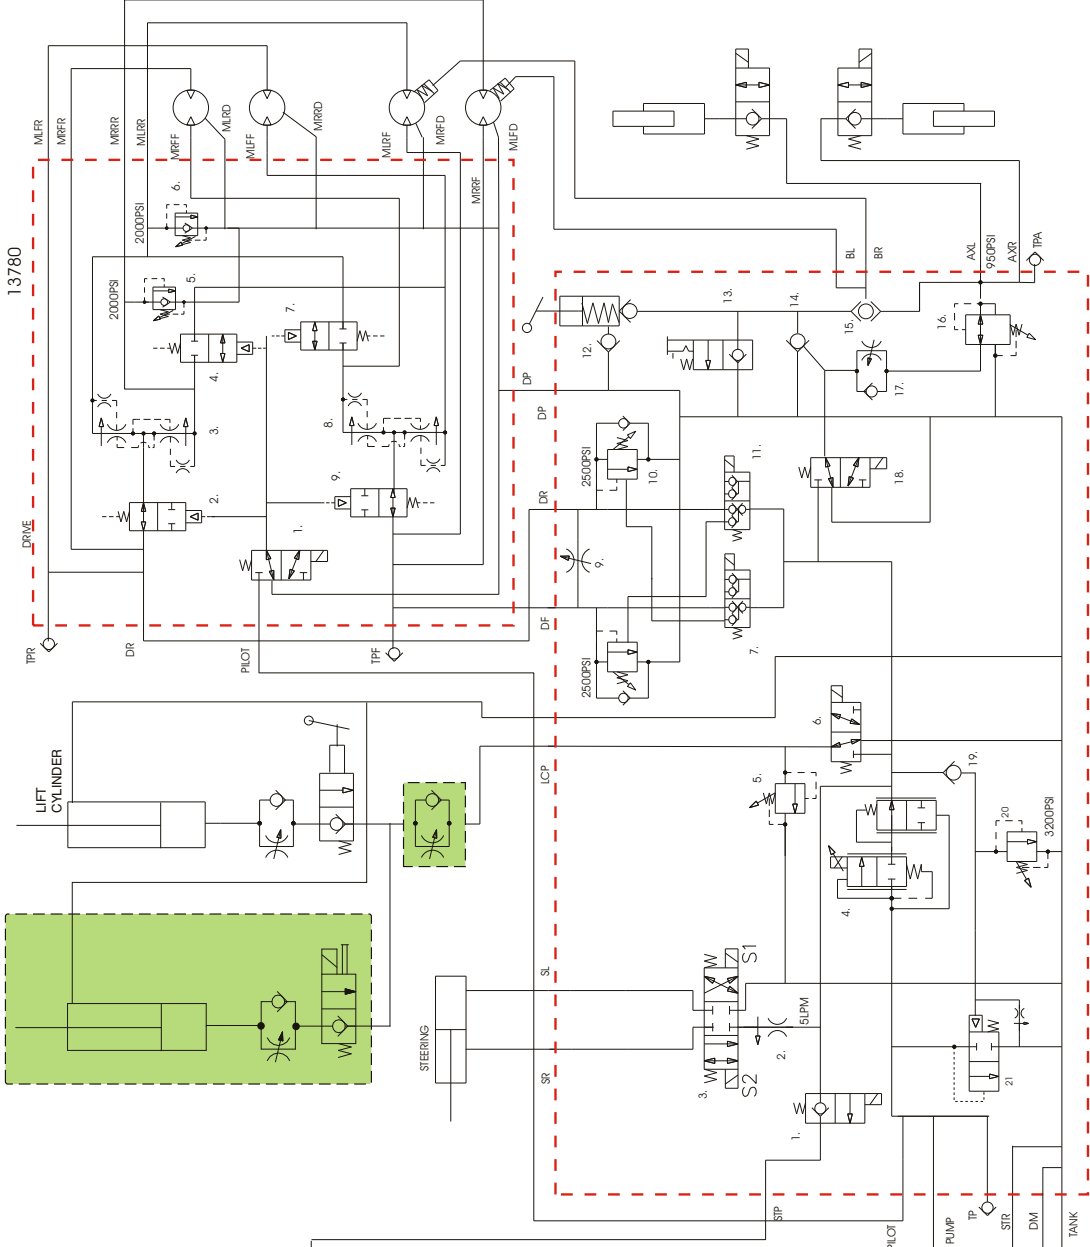 13780
MLFR
MRFR
MRRR
MLRR
MRFF
MLRD
MLFF
MRRD
MLRF
MRFD
MLFD
MRRF
2000PSI
6.
2000PSI
5.
7.
4.
3.
8.
2.
9.
1.
DRIVE
TPR
DR
PILOT
TPF
DP
DP
DR
DF
BL
BR
AXL
950PSI
AXR
TPA
12.
13.
14.
15.
16.
17.
18.
2500PSI
10.
11.
9.
2500PSI
7.
6.
5.
19.
20
3200PSI
4.
LIFT
CYLINDER
LCP
SL
STEERING
SR
S1
S2
3.
2.
5LPM
1.
21
STP
PILOT
PUMP
TP
STR
DM
TANK